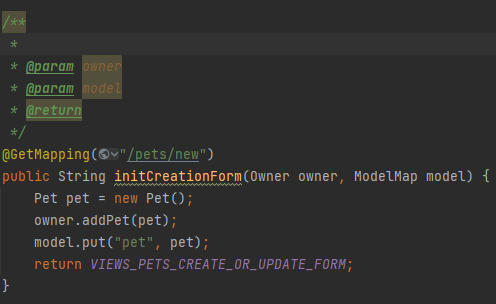 /**
 *
 * @param owner
 * @param model
 * @return
 */
@GetMapping("/pets/new")
public String initCreationForm(Owner owner, ModelMap model) {
    Pet pet = new Pet();
    owner.addPet(pet);
    model.put("pet", pet);
    return VIEWS_PETS_CREATE_OR_UPDATE_FORM;
}